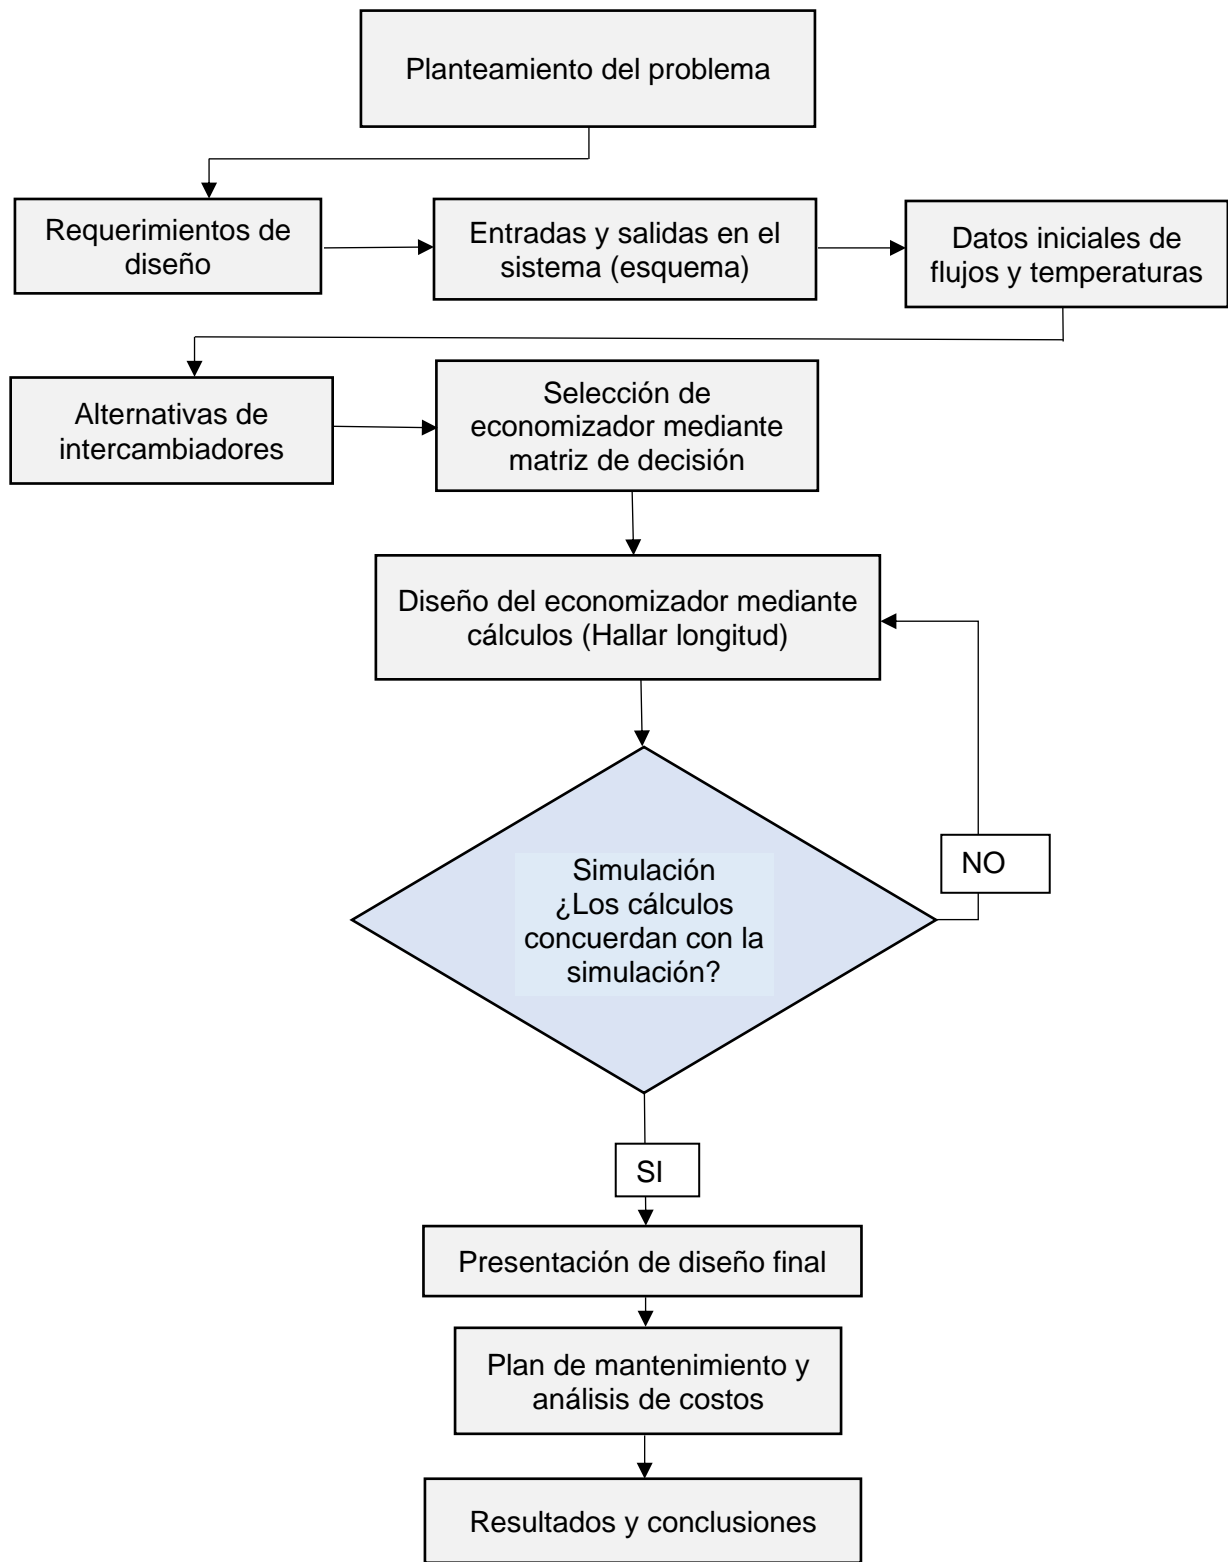 Planteamiento del problema
Requerimientos de
diseño
Entradas y salidas en el
sistema (esquema)
Datos iniciales de
flujos y temperaturas
Alternativas de
intercambiadores
Selección de
economizador mediante
matriz de decisión
Diseño del economizador mediante
cálculos (Hallar longitud)
Simulación
¿Los cálculos
concuerdan con la
simulación?
NO
SI
Presentación de diseño final
Plan de mantenimiento y
análisis de costos
Resultados y conclusiones